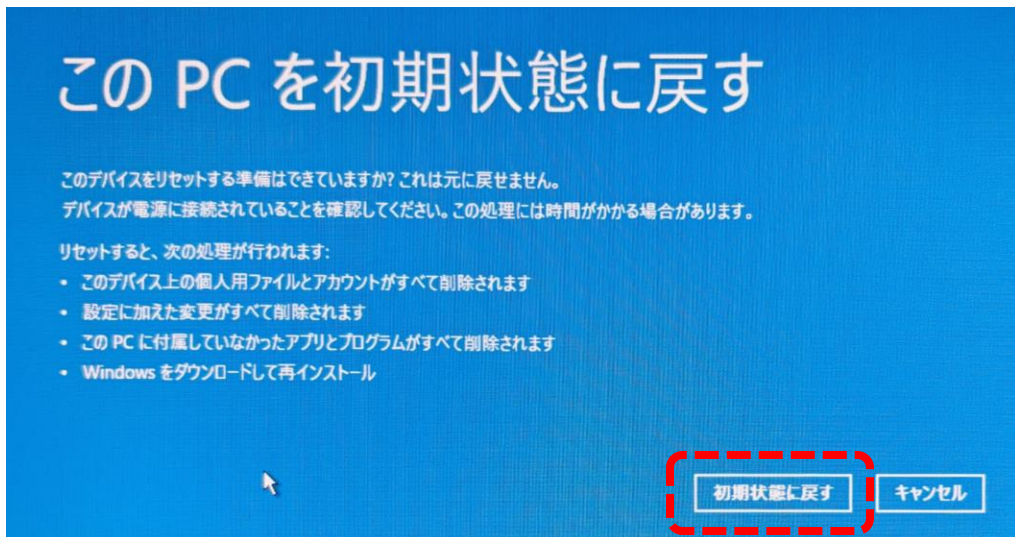 この PC を初期状態に戻す
このデバイスをリセットする準備はできていますか? これは元に戻せません。
デバイスが電源に接続されていることを確認してください。この処理には時間がかかる場合があります。
リセットすると、次の処理が行われます:
• このデバイス上の個人用ファイルとアカウントがすべて削除されます
• 設定に加えた変更がすべて削除されます
• この PC に付属していなかったアプリとプログラムがすべて削除されます
• Windows をダウンロードして再インストール
初期状態に戻す キャンセル